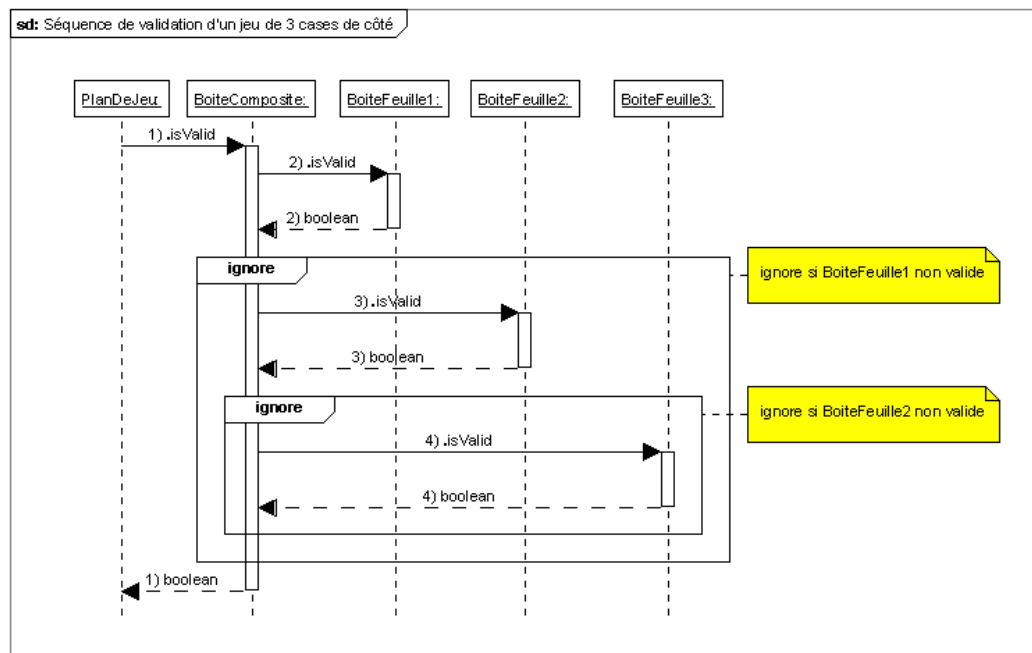 sd: Séquence de validation d'un jeu de 3 cases de côté
PlanDeJeu:
BoiteComposite:
BoiteFeuille1:
BoiteFeuille2:
BoiteFeuille3:
1) .isValid
2) .isValid
2) boolean
ignore
ignore si BoiteFeuille1 non valide
3) .isValid
3) boolean
ignore
ignore si BoiteFeuille2 non valide
4) .isValid
4) boolean
1) boolean